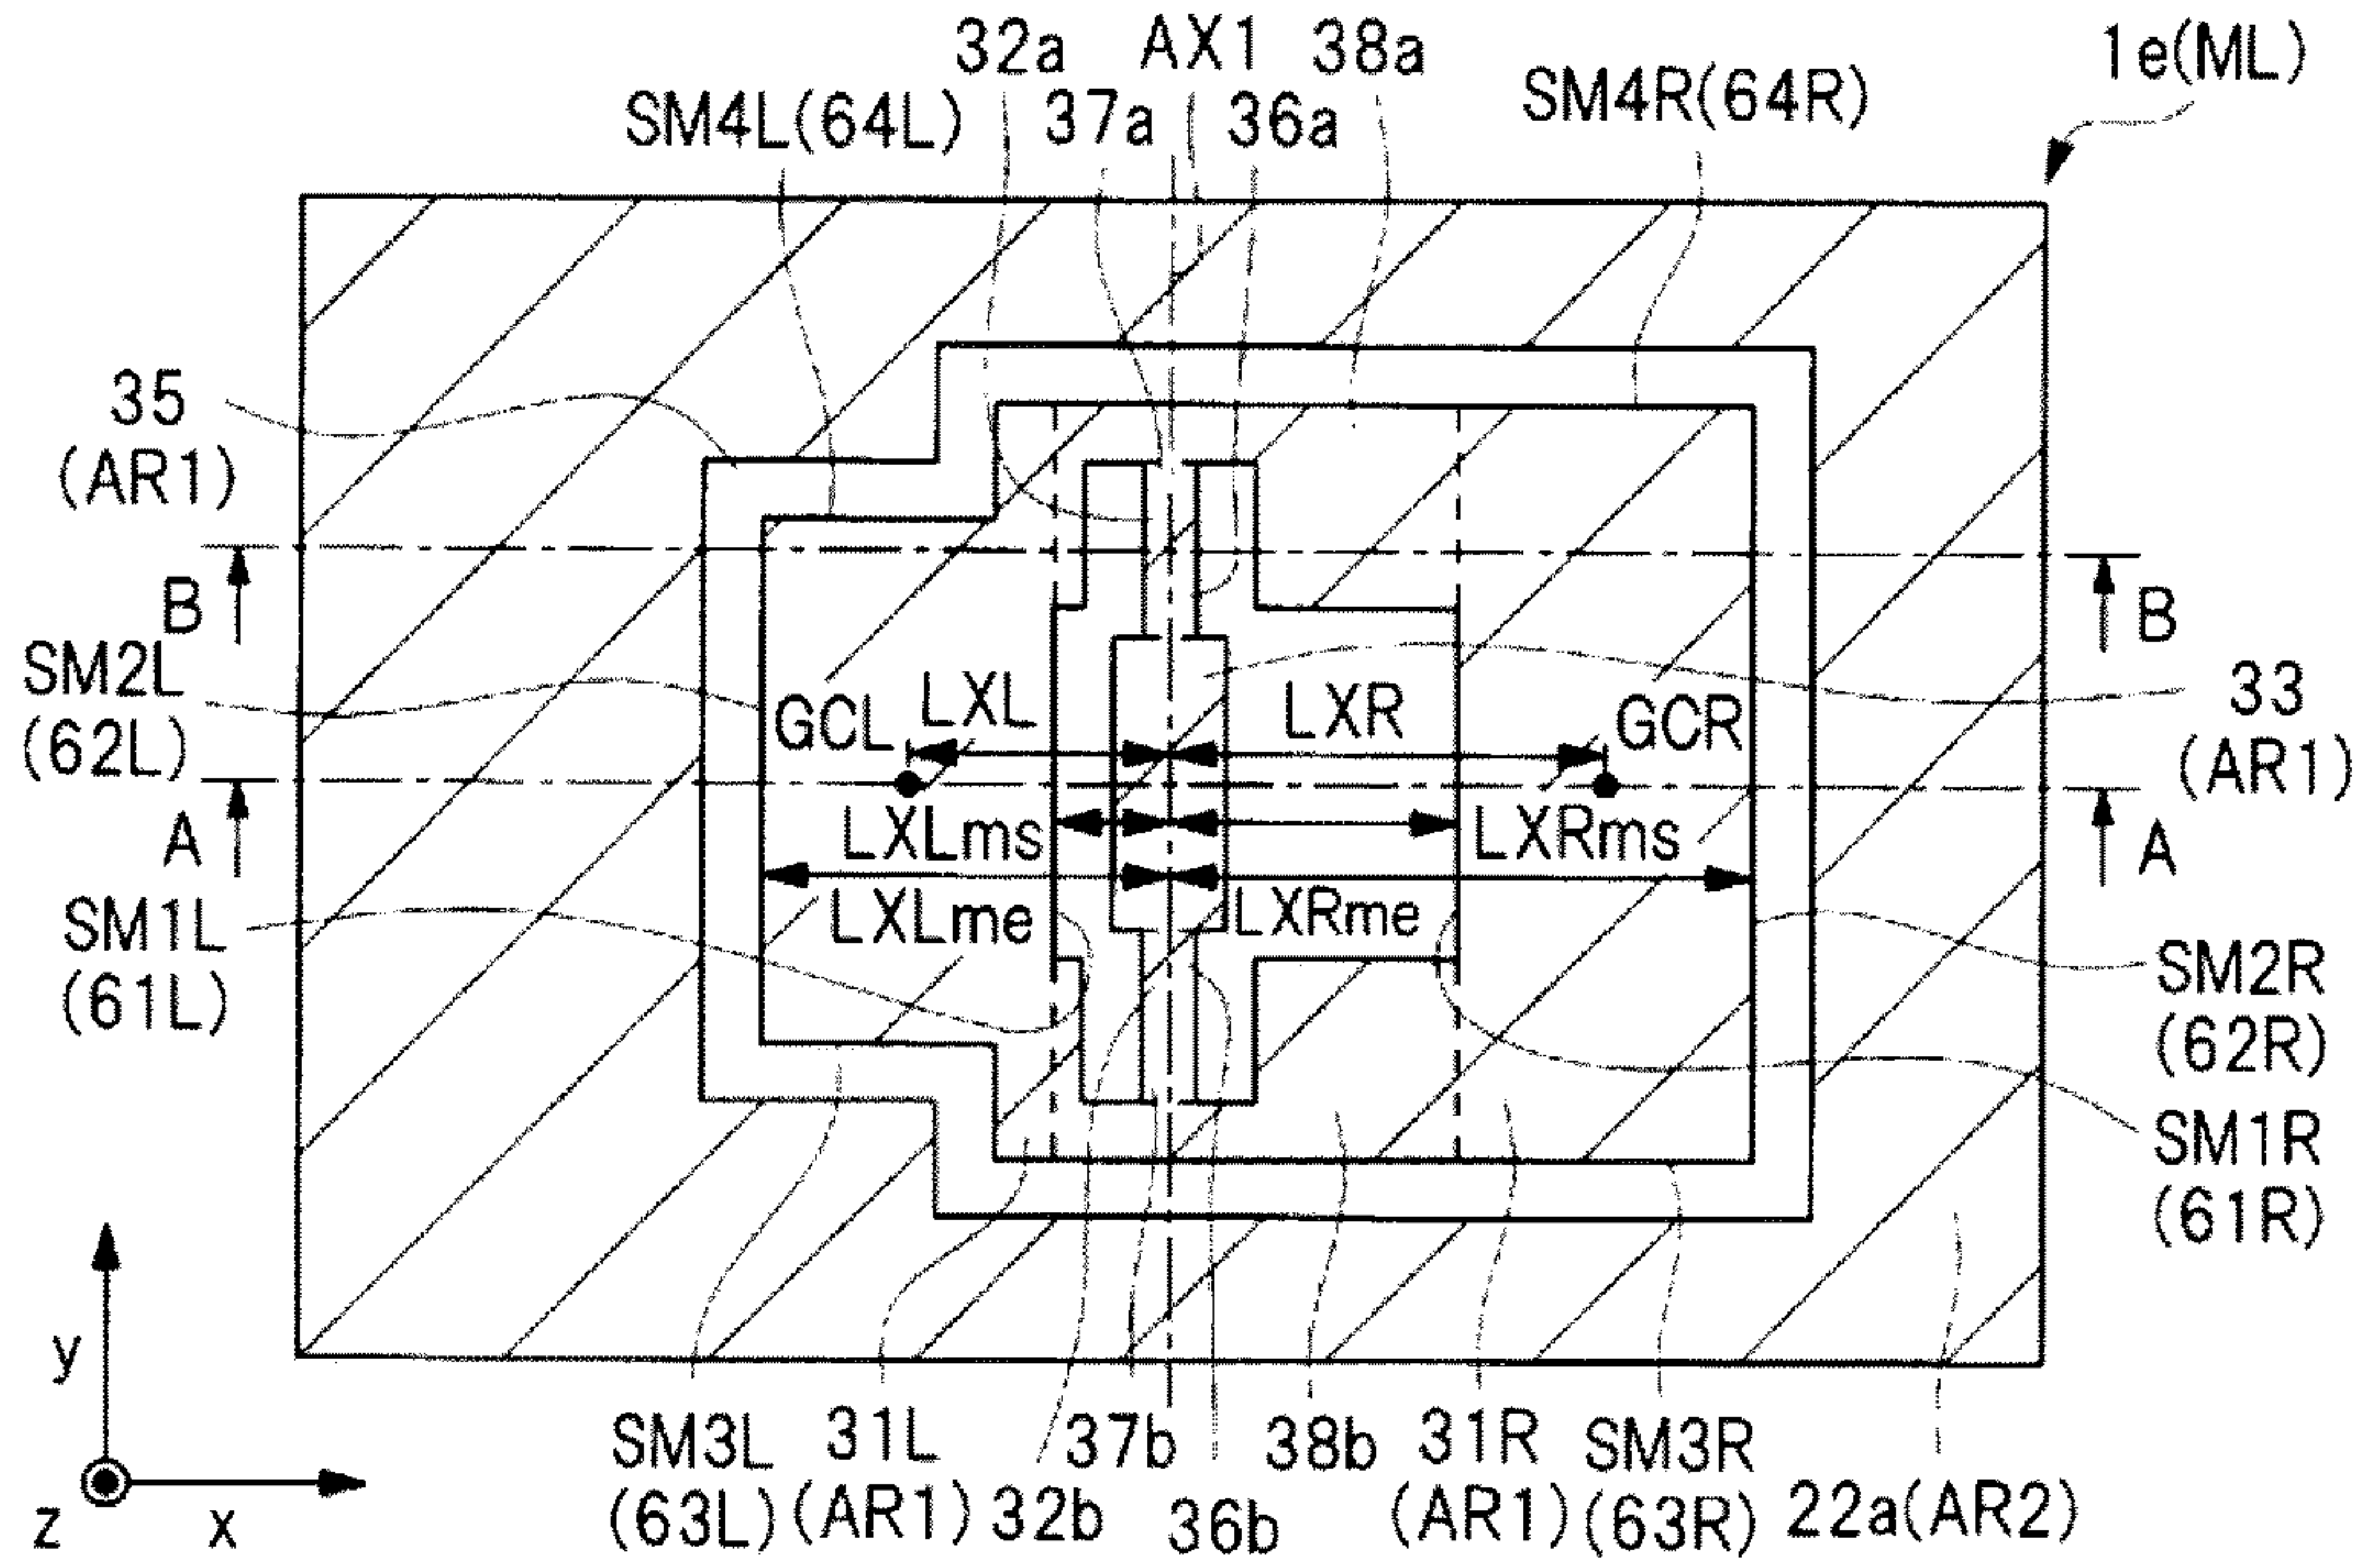 32a AX1 38a
1e(ML)
SM4L(64L) 37a 36a SM4R(64R)
35
(AR1)
B B
SM2L
(62L)
GCL LXL LXR GCR
33
(AR1)
A A
LXLms LXRms
LXLme LXRme
SM1L
(61L)
SM2R
(62R)
SM1R
(61R)
y
z x
SM3L 31L 37b 38b 31R SM3R
(63L) (AR1) 32b 36b (AR1) (63R) 22a(AR2)